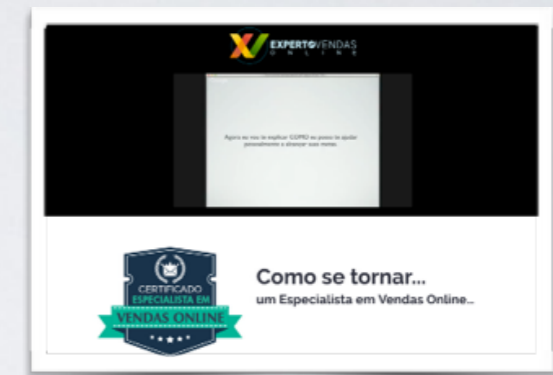 EXPERTOVENDAS
ONLINE
Agora eu vou te explicar COMO eu posso te ajudar
pessoalmente a alcançar suas metas.
CERTIFICADO
ESPECIALISTA EM
VENDAS ONLINE
Como se tornar...
um Especialista em Vendas Online...